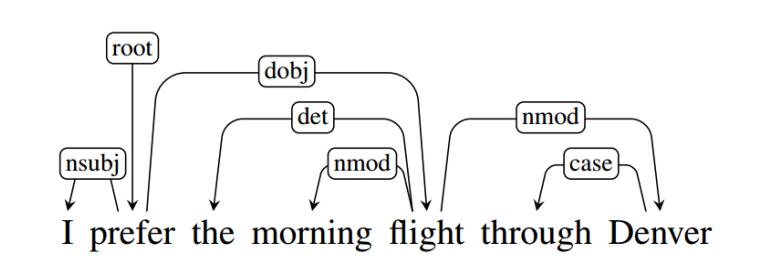 root
dobj
det
nmod
nsubj
nmod
case
I prefer the morning flight through Denver